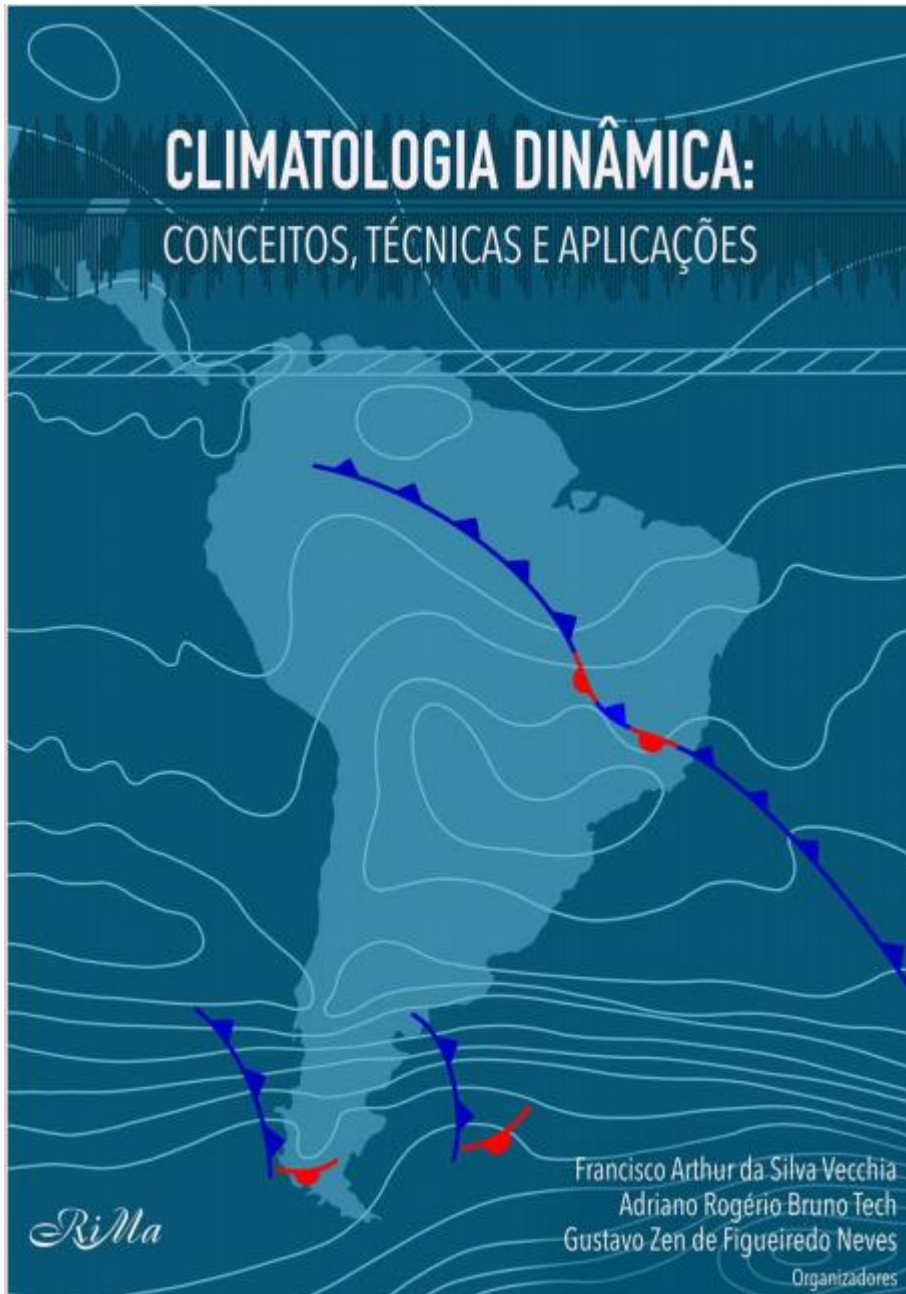 CLIMATOLOGIA DINÂMICA:
CONCEITOS, TÉCNICAS E APLICAÇÕES
Francisco Arthur da Silva Vecchia
Adriano Rogério Bruno Tech
Gustavo Zen de Figueiredo Neves
Organizadores
RiMa